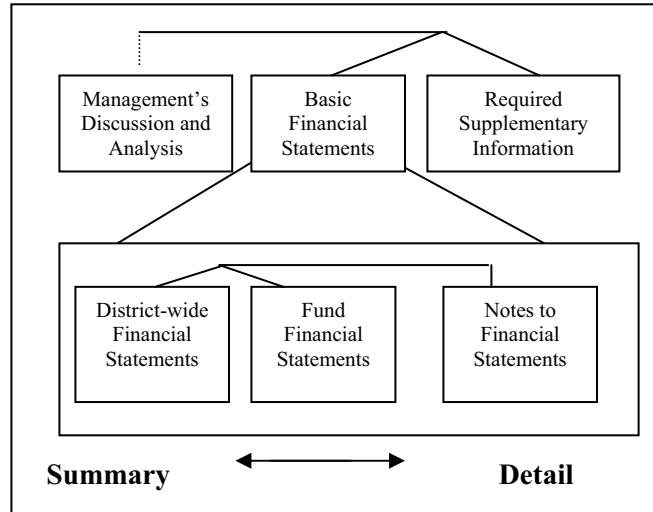 Management’s
Discussion and
Analysis
Basic
Financial
Statements
Required
Supplementary
Information
District-wide
Financial
Statements
Fund
Financial
Statements
Notes to
Financial
Statements
Summary
Detail